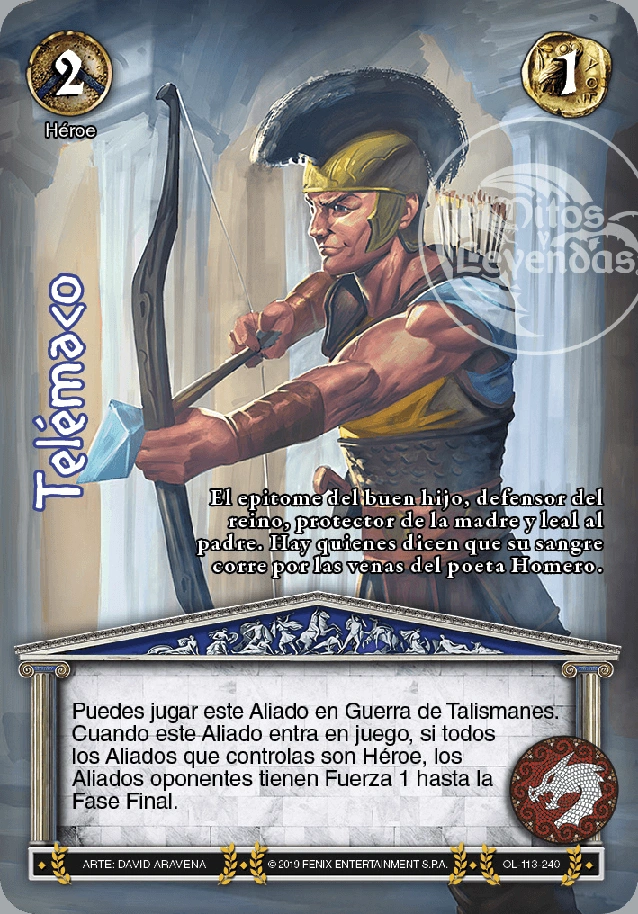 2
1
Héroe
Mitos
y
Leyendas
Telémaco
El epitome del buen hijo, defensor del
reino, protector de la madre y leal al
padre. Hay quienes dicen que su sangre
corre por las venas del poeta Homero.
Puedes jugar este Aliado en Guerra de Talismanes.
Cuando este Aliado entra en juego, si todos
los Aliados que controlas son Héroe, los
Aliados oponentes tienen Fuerza 1 hasta la
Fase Final.
ARTE: DAVID ARAVENA
© 2019 FENIX ENTERTAINMENT S.P.A.
OL-113-240